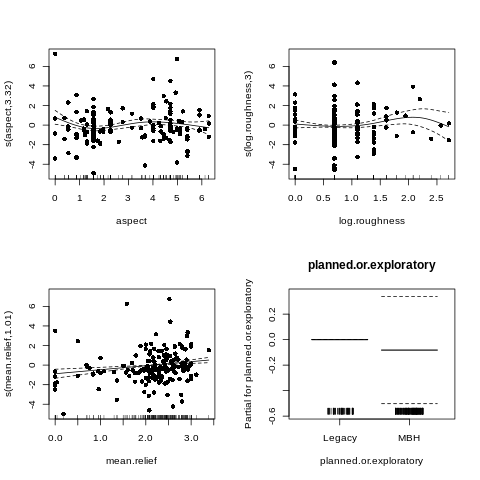 s(aspect,3.32)
6
4
2
0
-2
-4
0 1 2 3 4 5 6
aspect
s(log.roughness,3)
6
4
2
0
-2
-4
0.0 0.5 1.0 1.5 2.0 2.5
log.roughness
s(mean.relief,1.01)
6
4
2
0
-2
-4
0.0 1.0 2.0 3.0
mean.relief
planned.or.exploratory
Partial for planned.or.exploratory
0.2
0.0
-0.2
-0.6
Legacy MBH
planned.or.exploratory